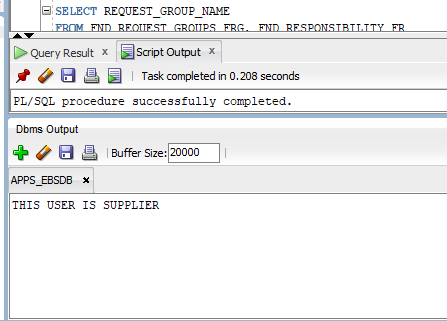 SELECT REQUEST_GROUP_NAME
FROM FND_REQUEST_GROUPS FRG, FND_RESPONSIBILITY FR
Query Result x
Script Output x
Task completed in 0.208 seconds
PL/SQL procedure successfully completed.
Dbms Output
Buffer Size: 20000
APPS_EBSDB x
THIS USER IS SUPPLIER